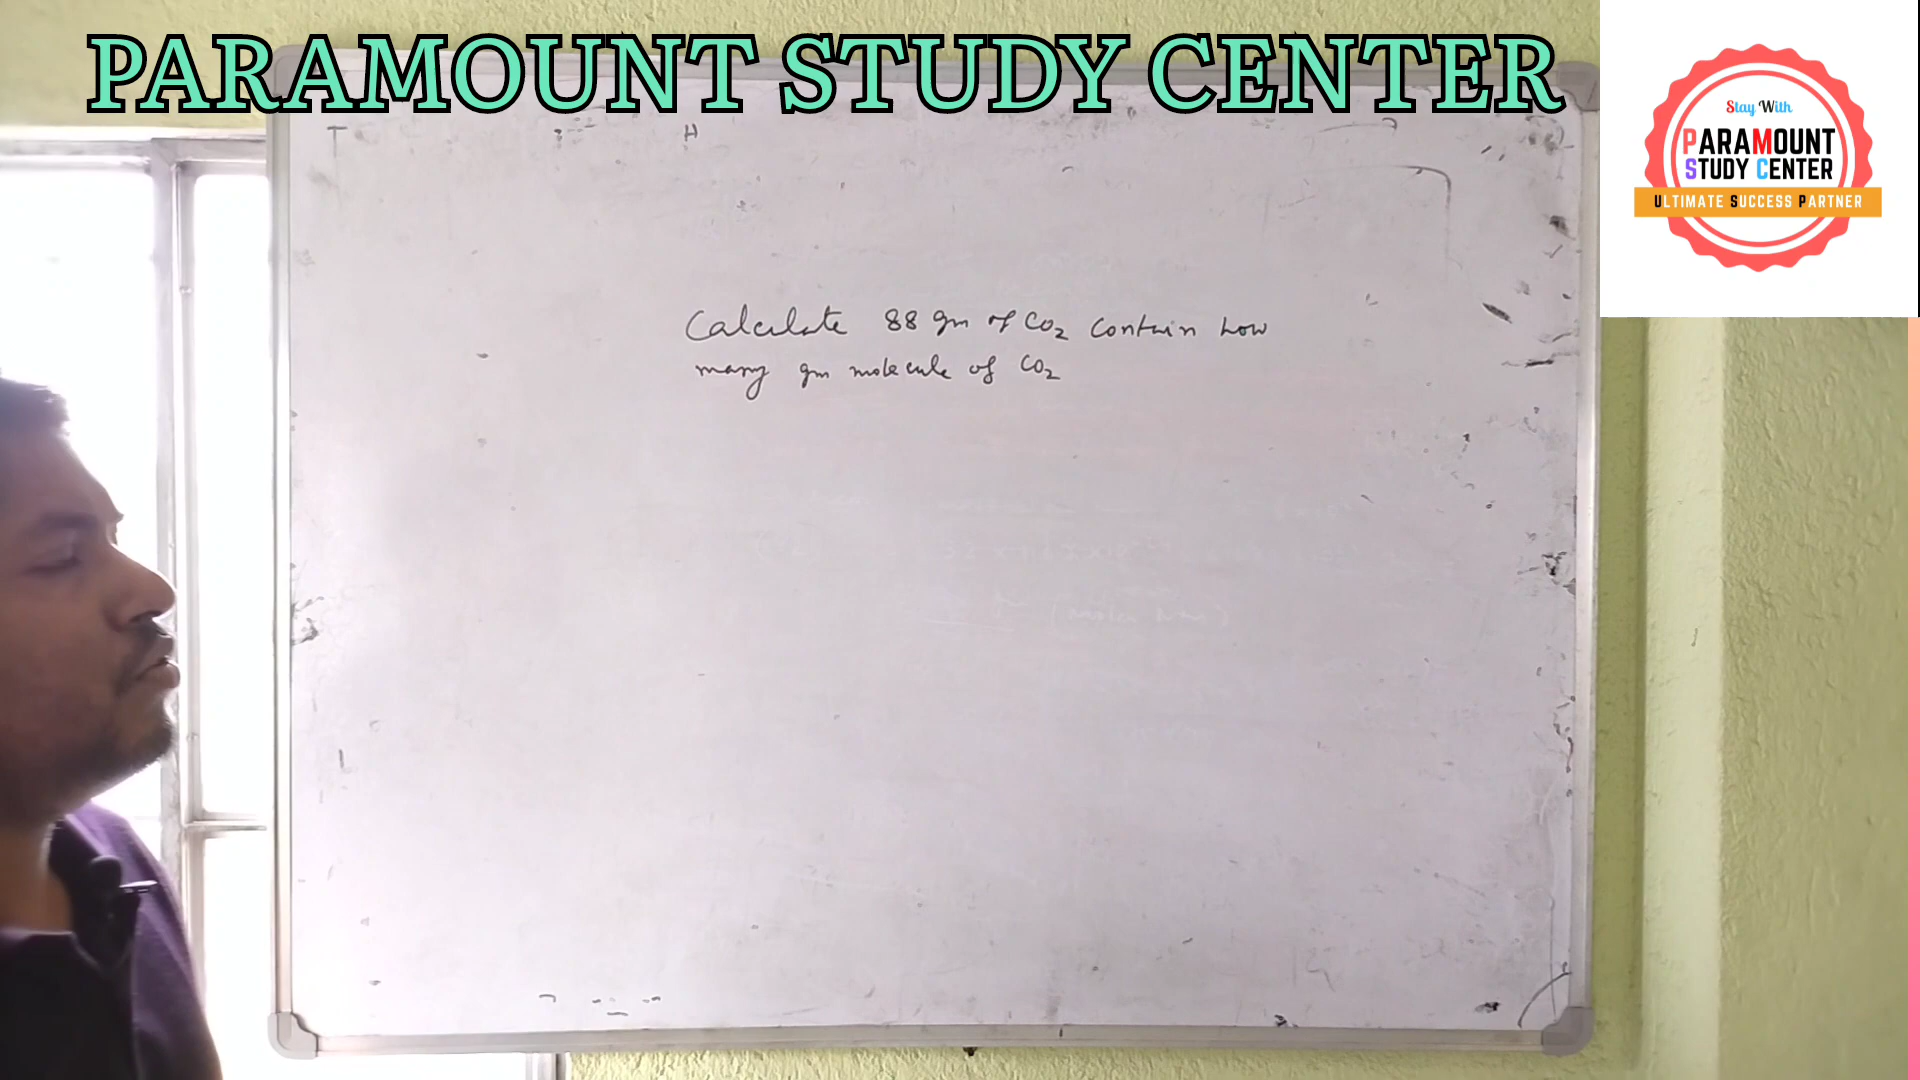 PARAMOUNT STUDY CENTER
Stay With
PARAMOUNT
STUDY CENTER
ULTIMATE SUCCESS PARTNER
Calculate 88 gm of CO₂ contain how
many gm molecule of CO₂